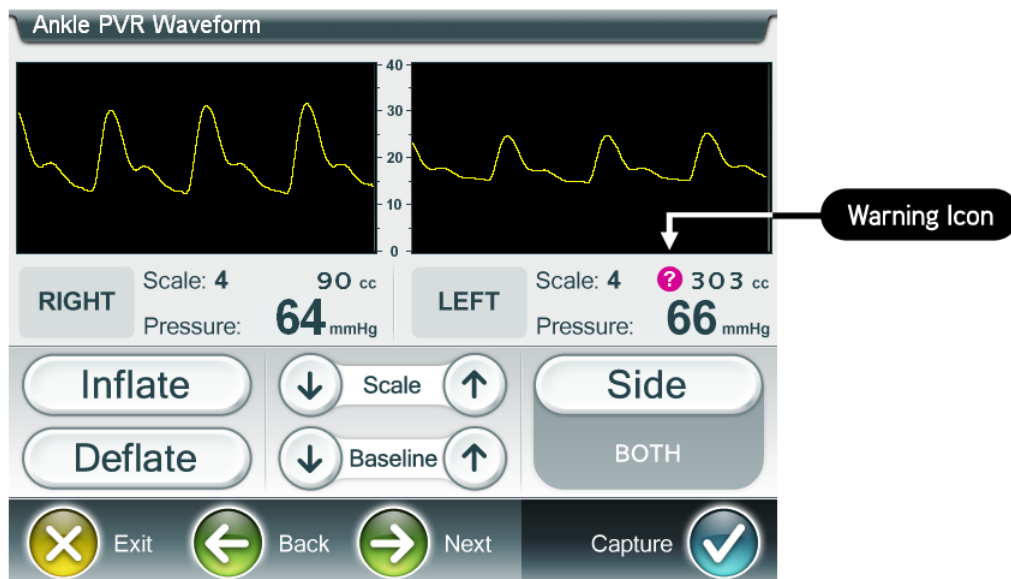 Ankle PVR Waveform
40
30
20
10
0
Warning Icon
RIGHT
Scale: 4
90 cc
Pressure:
64 mmHg
LEFT
Scale: 4
? 303 cc
Pressure:
66 mmHg
Inflate
Scale
Side
Deflate
Baseline
BOTH
Exit
Back
Next
Capture